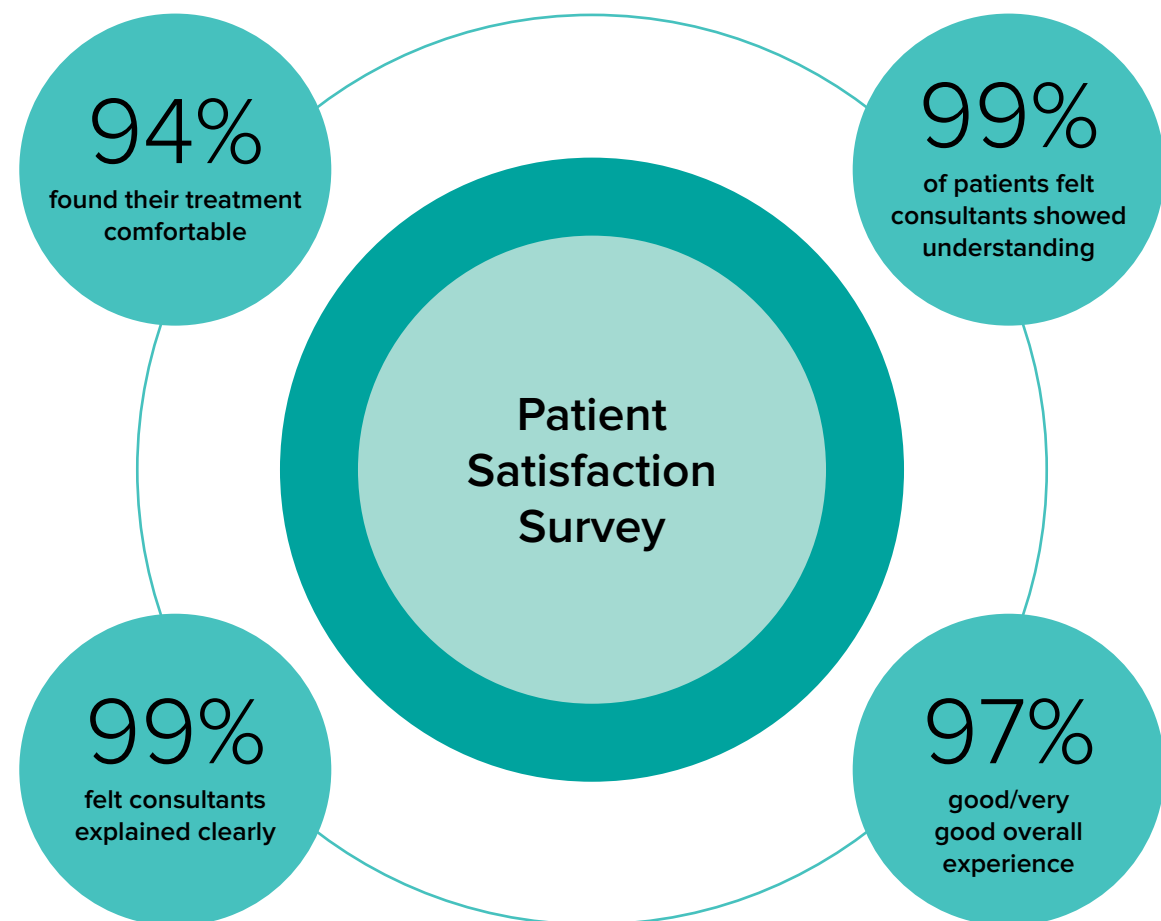 94%
found their treatment
comfortable
99%
of patients felt
consultants showed
understanding
Patient
Satisfaction
Survey
99%
felt consultants
explained clearly
97%
good/very
good overall
experience